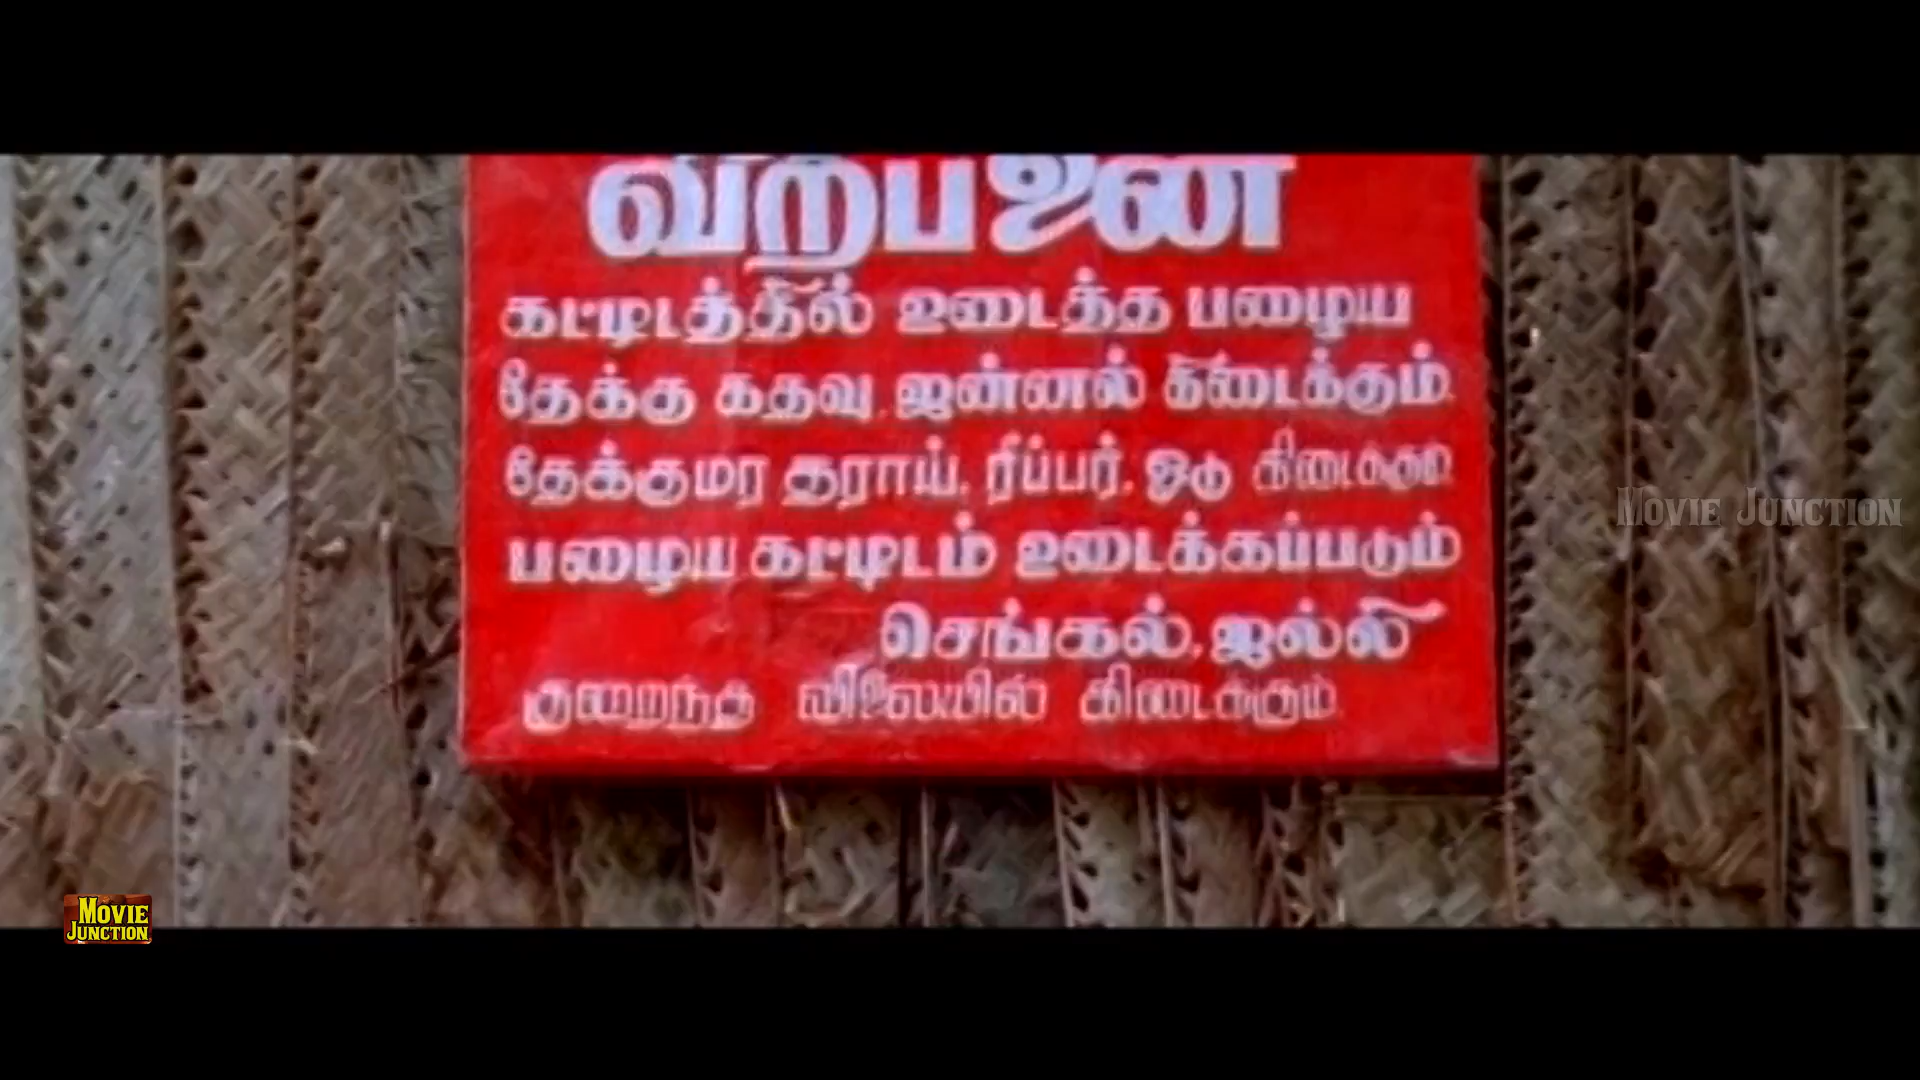 விற்பனை
கட்டிடத்தில் உடைத்த பழைய
தேக்கு கதவு, ஜன்னல் கிடைக்கும்.
தேக்குமர தராய், ரீப்பர், ஓடு கிடைக்கும்
பழைய கட்டிடம் உடைக்கப்படும்
செங்கல், ஜல்லி
குறைந்த விலையில் கிடைக்கும்.
MOVIE JUNCTION
MOVIE
JUNCTION